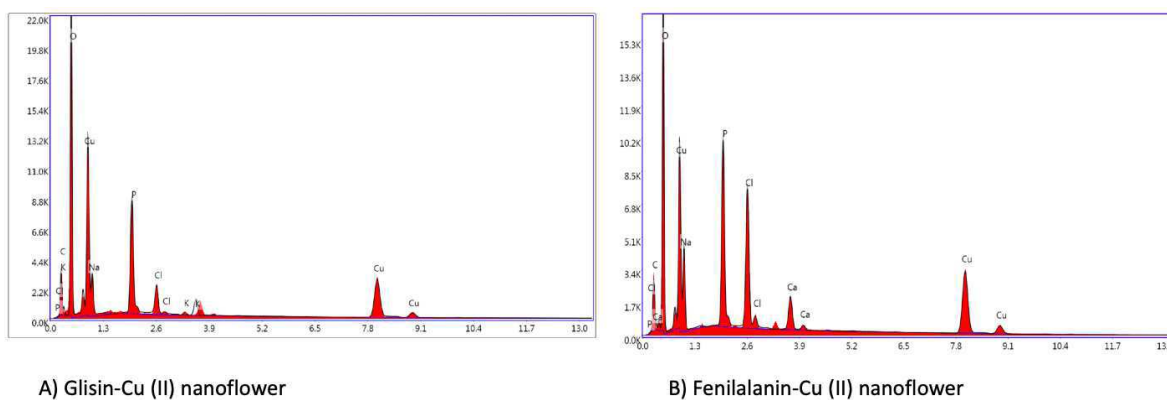 22.0K
19.8K
17.6K
15.4K
13.2K
11.0K
8.8K
6.6K
4.4K
2.2K
0.0K
O
Cu
P
C
K
Na
Cl
Cl
P
Cl
K
Cu
Cu
0.0 1.3 2.6 3.9 5.2 6.5 7.8 9.1 10.4 11.7 13.0
A) Glisin-Cu (II) nanoflower
15.3K
13.6K
11.9K
10.2K
8.5K
6.8K
5.1K
3.4K
1.7K
0.0K
O
Cu
P
Cl
Na
C
Cl
Ca
P
Cl
Ca
Ca
Cu
Cu
0.0 1.3 2.6 3.9 5.2 6.5 7.8 9.1 10.4 11.7
B) Fenilalanin-Cu (II) nanoflower